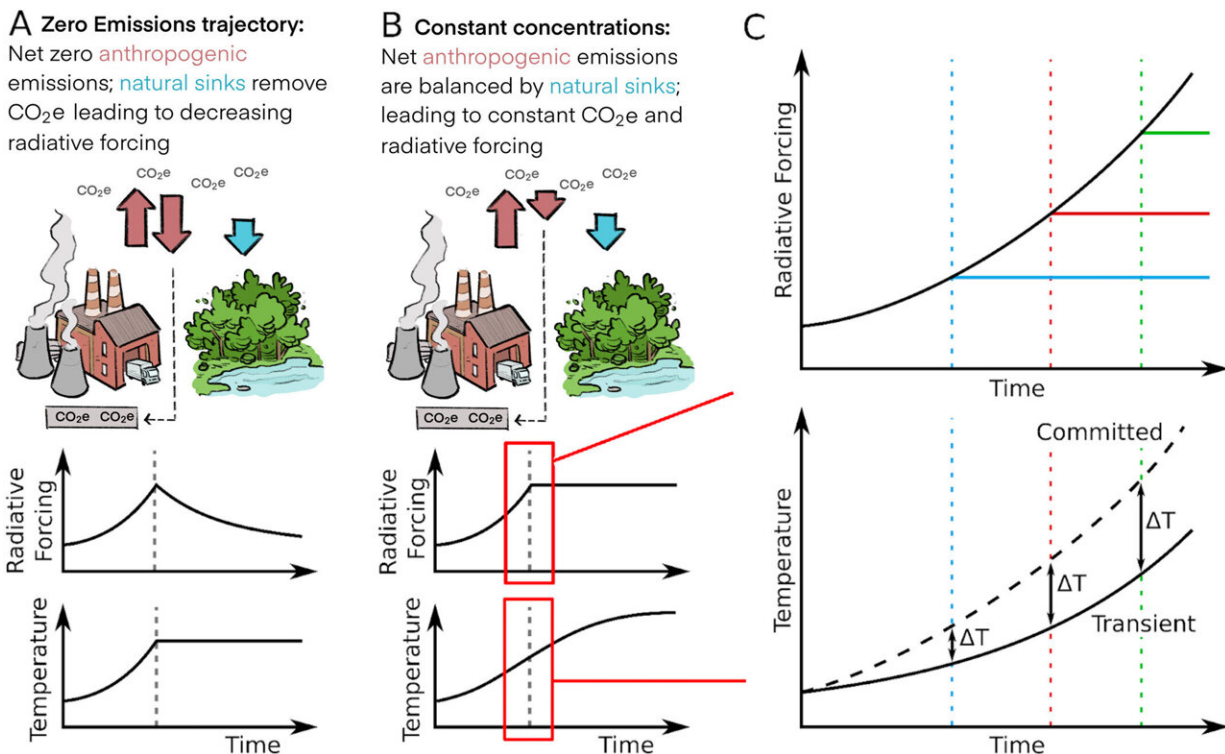 A Zero Emissions trajectory:
Net zero anthropogenic
emissions; natural sinks remove
CO₂e leading to decreasing
radiative forcing
CO₂e
CO₂e
CO₂e
CO₂e
CO₂e CO₂e
Radiative
Forcing
Temperature
Time
B Constant concentrations:
Net anthropogenic emissions
are balanced by natural sinks;
leading to constant CO₂e and
radiative forcing
CO₂e
CO₂e
CO₂e
CO₂e
CO₂e CO₂e
Radiative
Forcing
Temperature
Time
C
Radiative Forcing
Time
Temperature
Committed
ΔT
ΔT
ΔT
Transient
Time